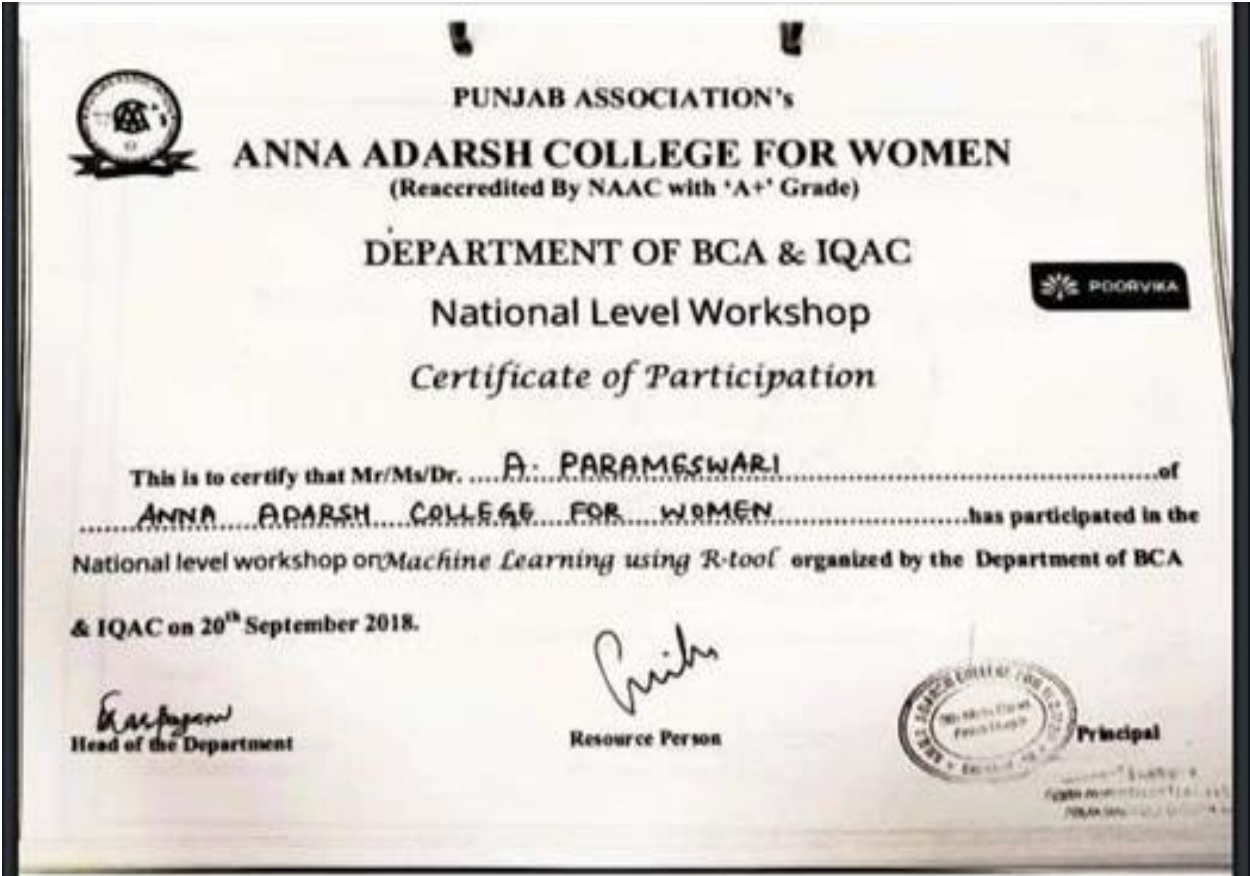 PUNJAB ASSOCIATION's
ANNA ADARSH COLLEGE FOR WOMEN
(Reaccredited By NAAC with ‘A+’ Grade)
DEPARTMENT OF BCA & IQAC
POORVIKA
National Level Workshop
Certificate of Participation
This is to certify that Mr/Ms/Dr. ....A. PARAMESWARI..........of
.......ANNA ADARSH COLLEGE FOR WOMEN..........has participated in the
National level workshop on Machine Learning using R-tool organized by the Department of BCA
& IQAC on 20th September 2018.
Head of the Department
Resource Person
Principal